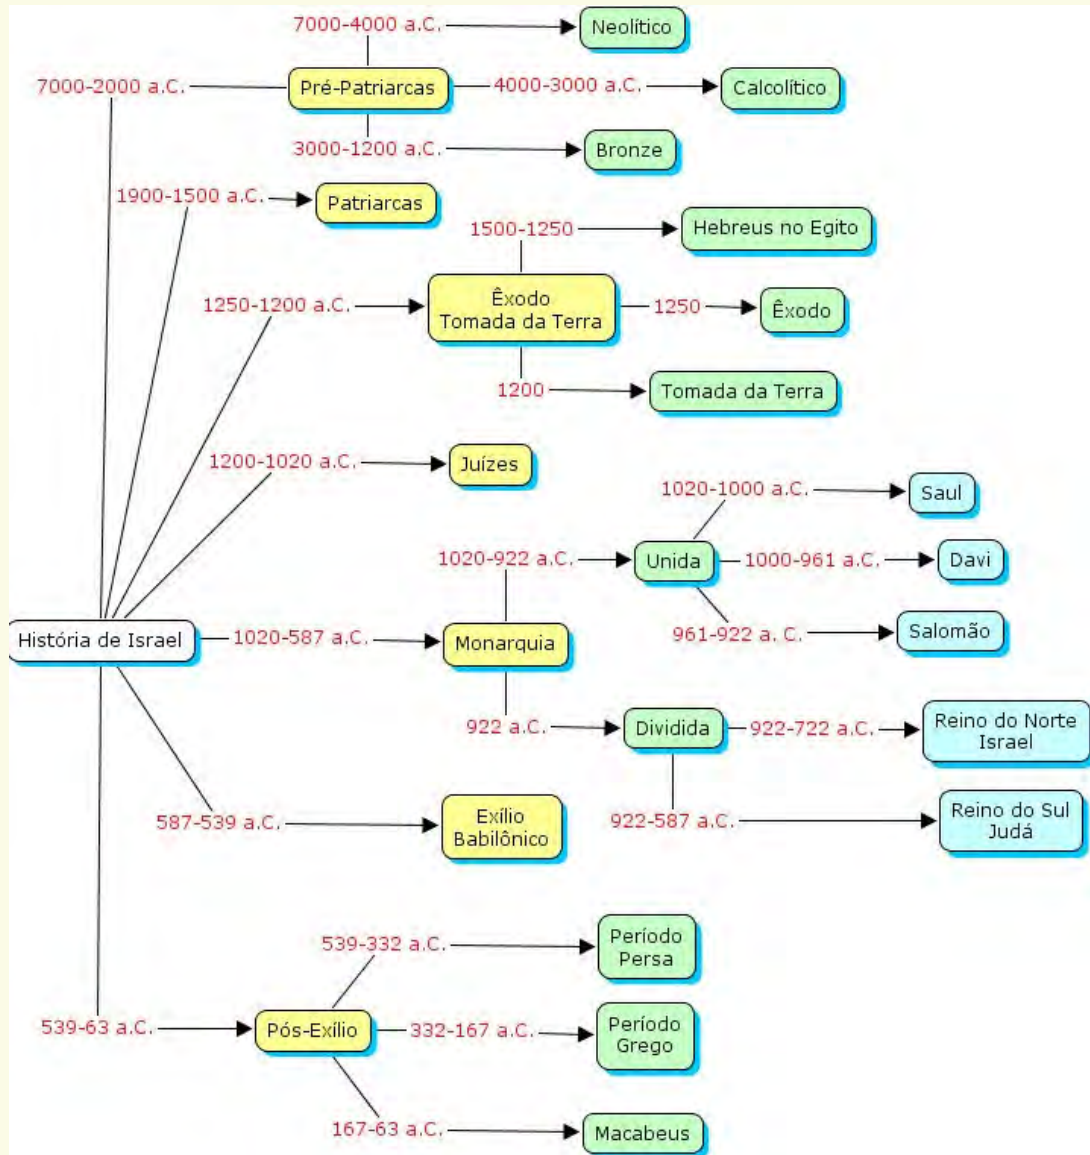 7000-4000 a.C.
Neolítico
7000-2000 a.C.
Pré-Patriarcas
4000-3000 a.C.
Calcolítico
3000-1200 a.C.
Bronze
1900-1500 a.C.
Patriarcas
1500-1250
Hebreus no Egito
1250-1200 a.C.
Êxodo
Tomada da Terra
1250
Êxodo
1200
Tomada da Terra
1200-1020 a.C.
Juízes
1020-1000 a.C.
Saul
1020-922 a.C.
Unida
1000-961 a.C.
Davi
961-922 a. C.
Salomão
História de Israel
1020-587 a.C.
Monarquia
922 a.C.
Dividida
922-722 a.C.
Reino do Norte
Israel
922-587 a.C.
Reino do Sul
Judá
587-539 a.C.
Exílio
Babilônico
539-332 a.C.
Período
Persa
539-63 a.C.
Pós-Exílio
332-167 a.C.
Período
Grego
167-63 a.C.
Macabeus